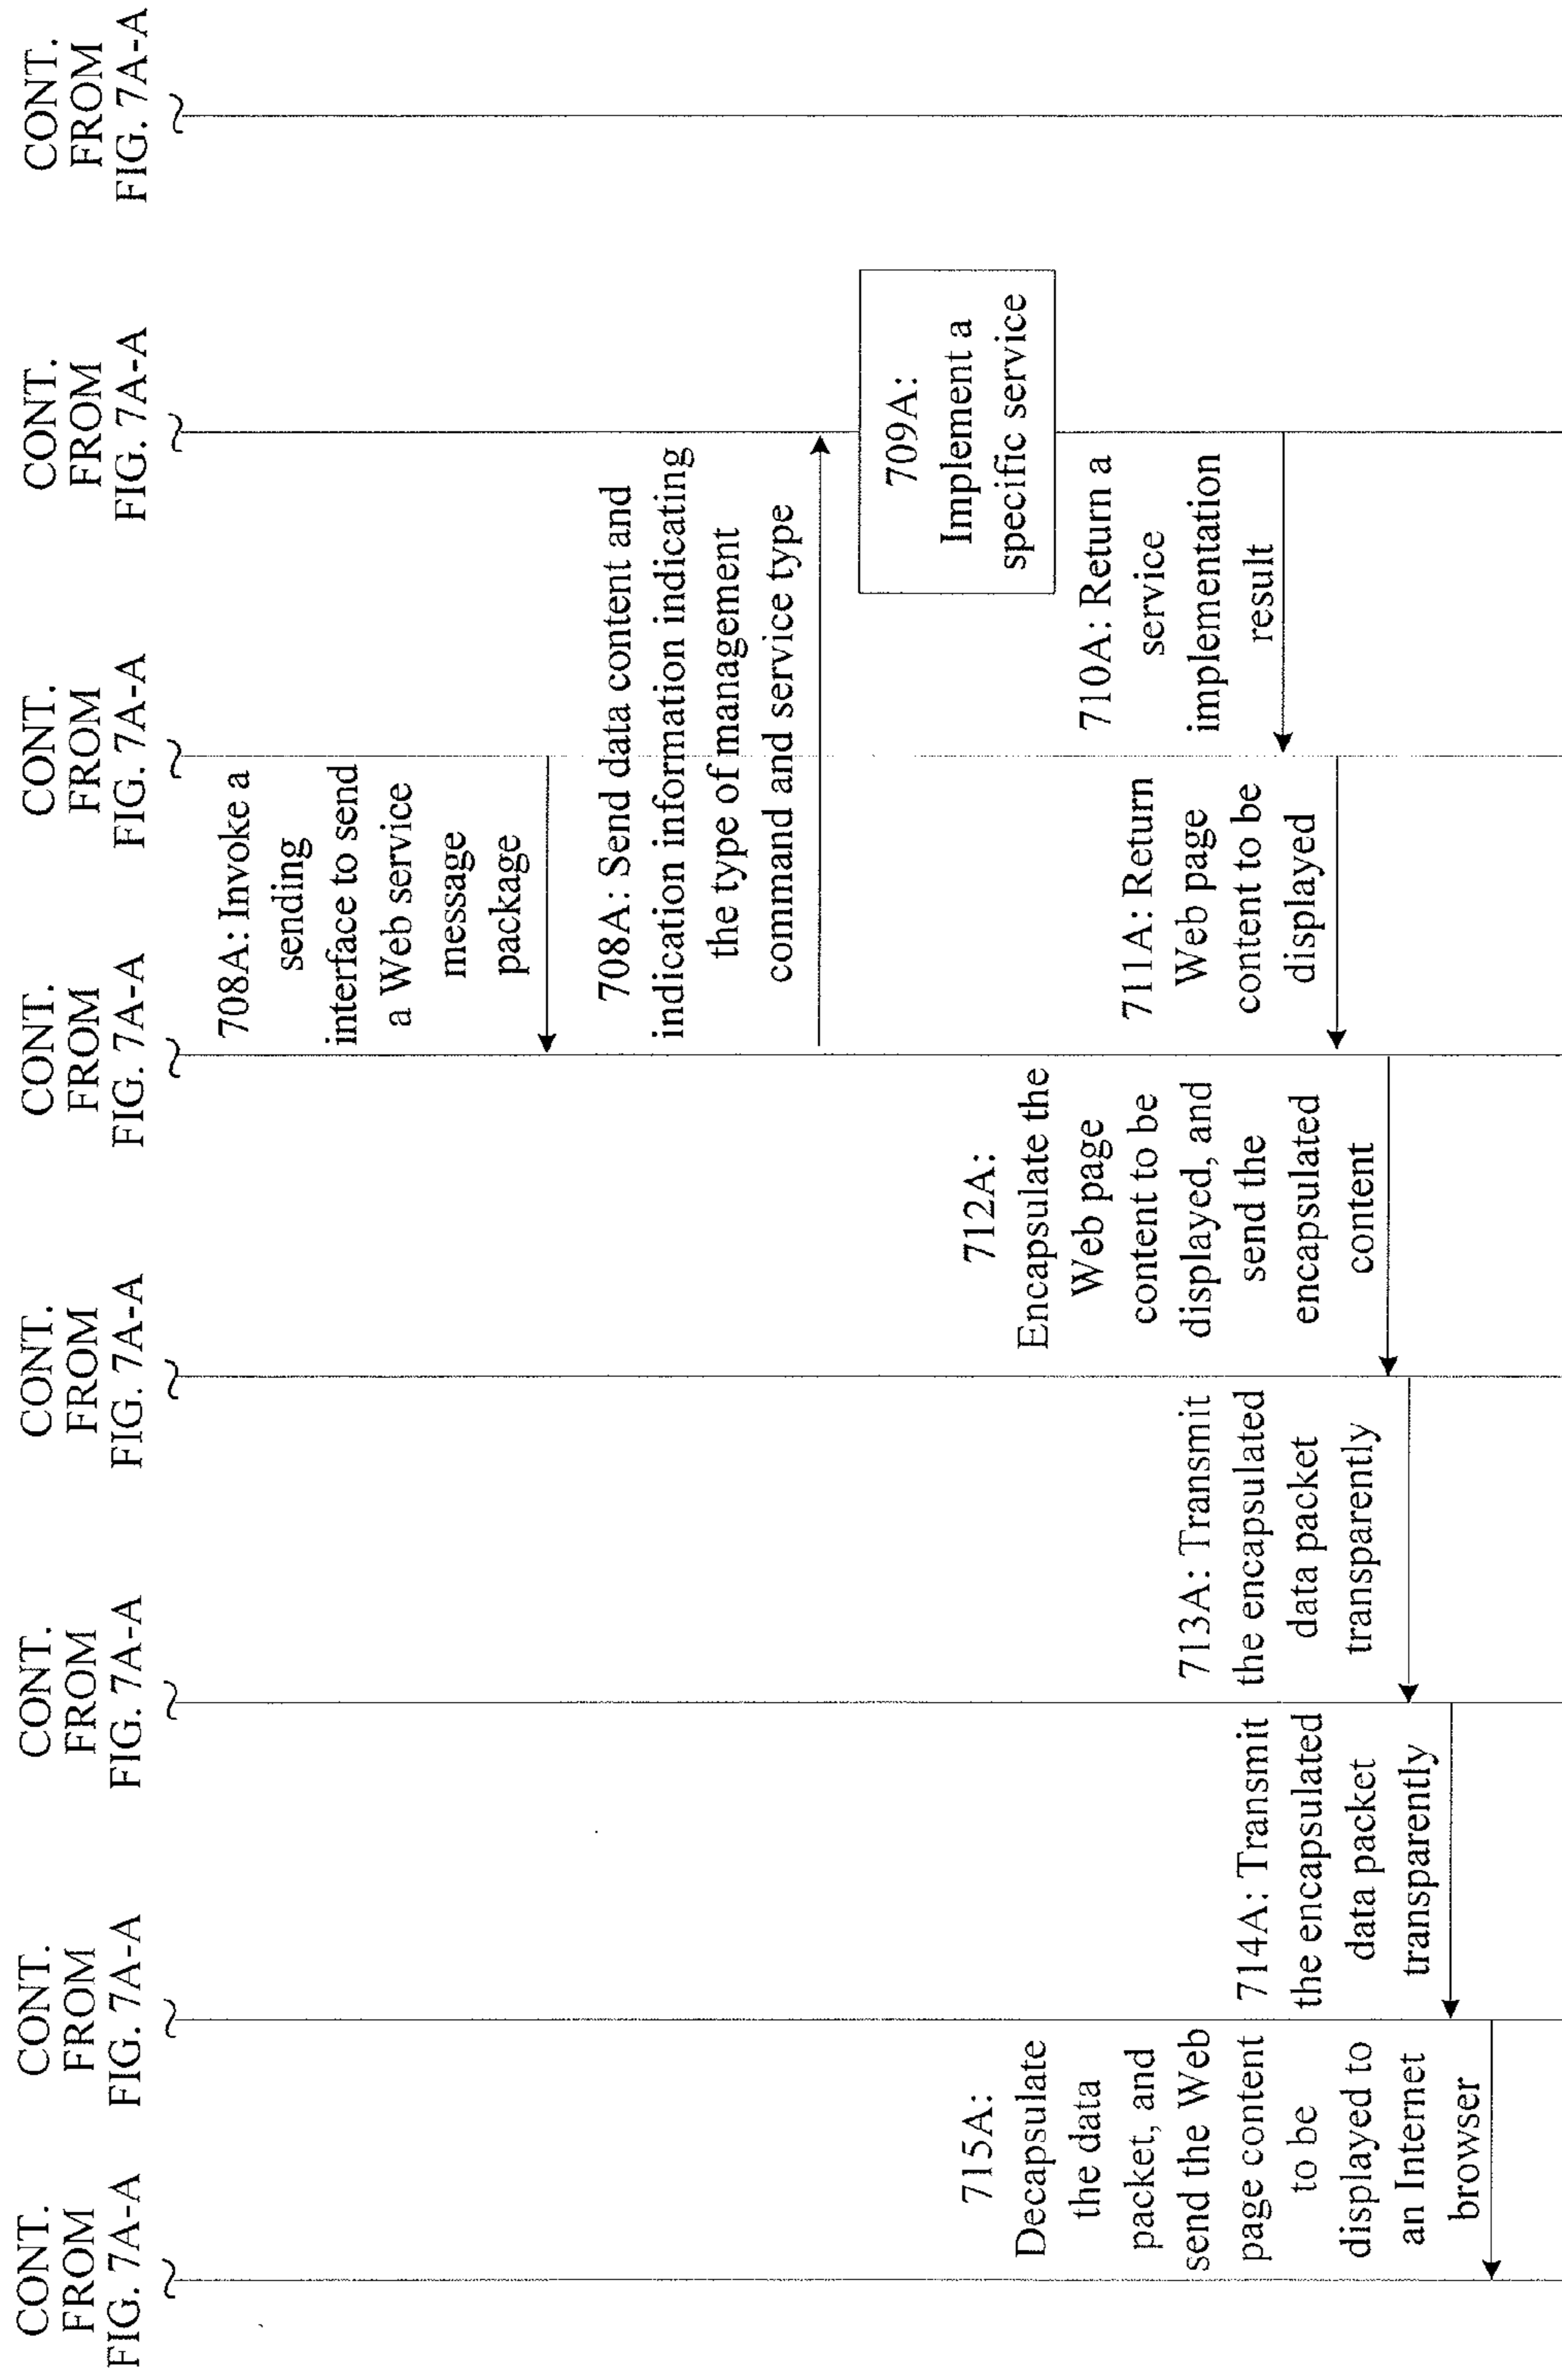 CONT.
FROM
FIG. 7A-A
CONT.
FROM
FIG. 7A-A
CONT.
FROM
FIG. 7A-A
CONT.
FROM
FIG. 7A-A
CONT.
FROM
FIG. 7A-A
CONT.
FROM
FIG. 7A-A
CONT.
FROM
FIG. 7A-A
CONT.
FROM
FIG. 7A-A
708A: Invoke a
sending
interface to send
a Web service
message
package
708A: Send data content and
indication information indicating
the type of management
command and service type
709A:
Implement a
specific service
710A: Return a
service
implementation
result
711A: Return
Web page
content to be
displayed
712A:
Encapsulate the
Web page
content to be
displayed, and
send the
encapsulated
content
713A: Transmit
the encapsulated
data packet
transparently
714A: Transmit
the encapsulated
data packet
transparently
715A:
Decapsulate
the data
packet, and
send the Web
page content
to be
displayed to
an Internet
browser